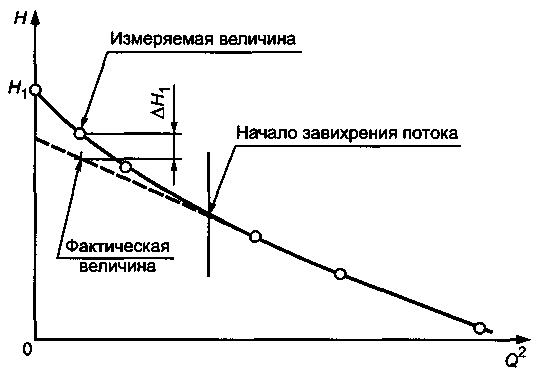 H
Измеряемая величина
H₁
ΔH₁
Начало завихрения потока
Фактическая
величина
0
Q²